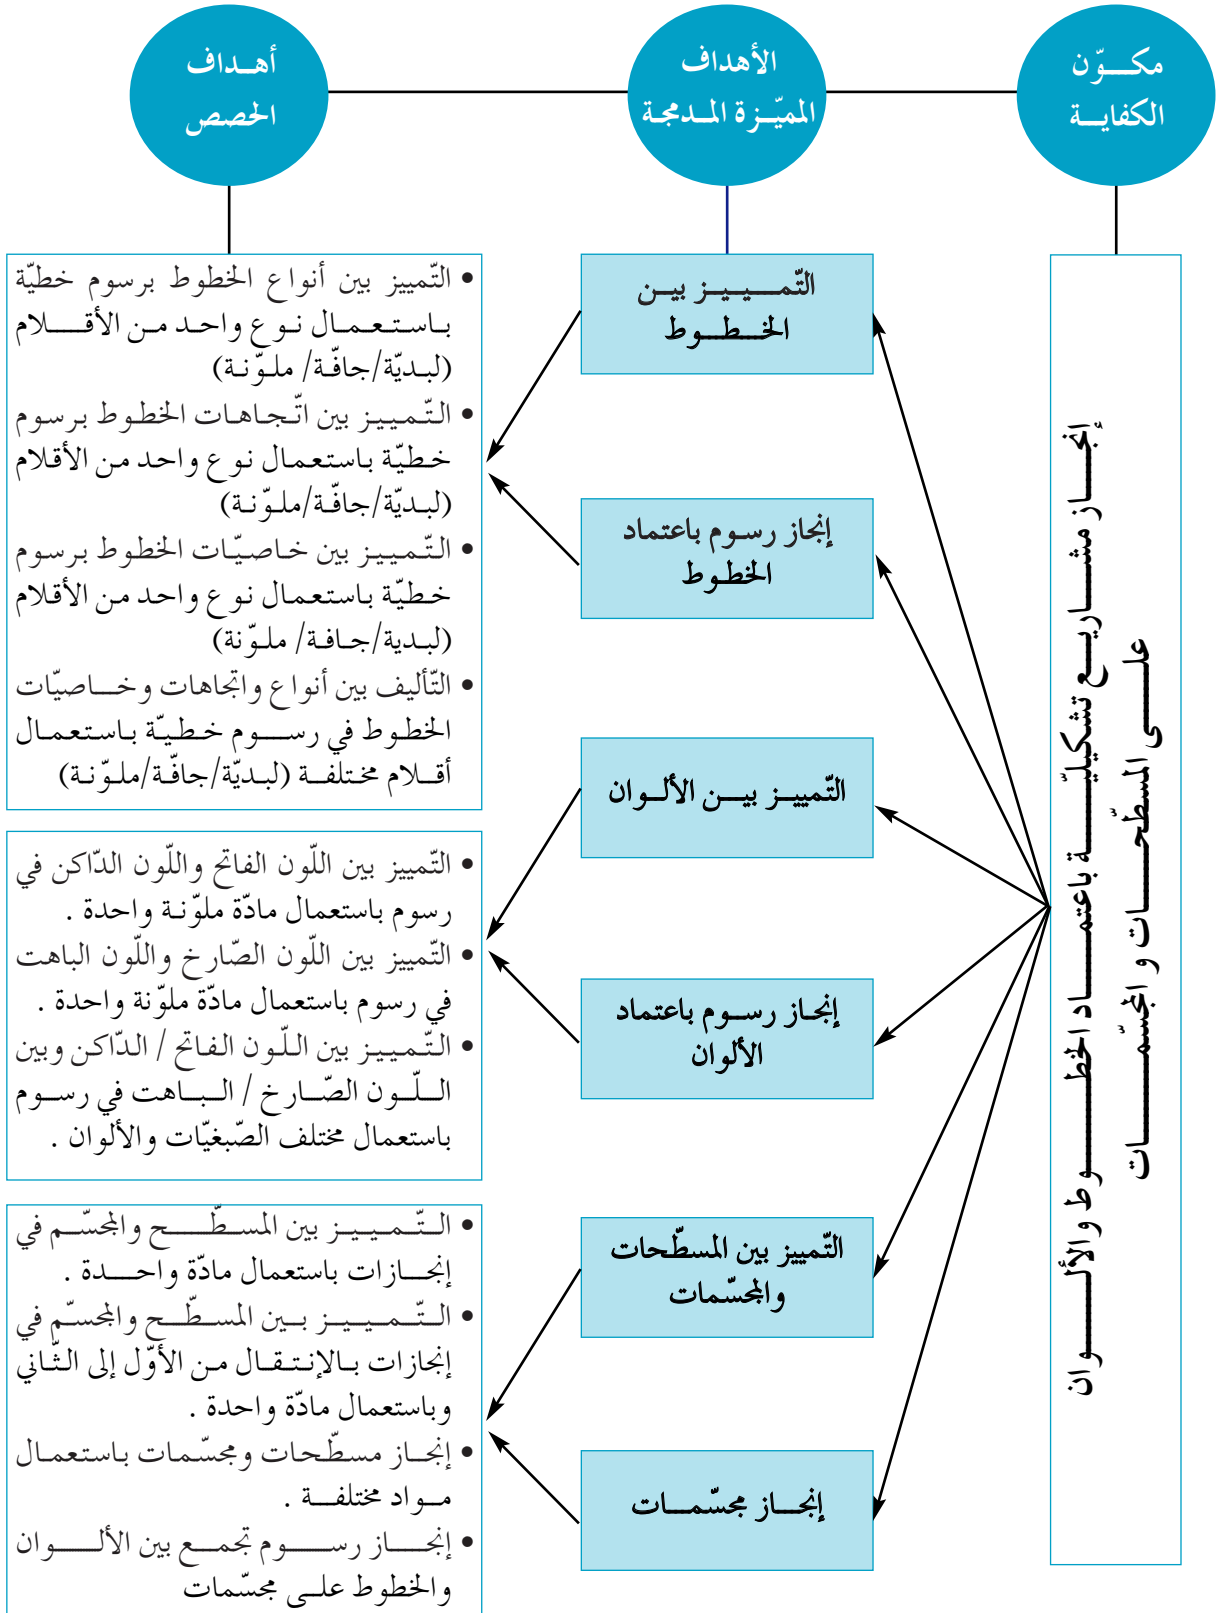 مكوّن
الكفاية
الأهداف
المميّزة المدمجة
أهداف
الحصص
إنجاز مشاريع تشكيليّة باعتماد الخطوط والألوان
على المسطّحات و المجسّمات
التّمييز بين
الخطوط
إنجاز رسوم باعتماد
الخطوط
التّمييز بين الألوان
إنجاز رسوم باعتماد
الألوان
التّمييز بين المسطّحات
والمجسّمات
إنجاز مجسّمات
• التّمييز بين أنواع الخطوط برسوم خطيّة
باستعمال نوع واحد من الأقلام
(لبديّة/جافّة/ ملوّنة)
• التّمييز بين اتّجاهات الخطوط برسوم
خطيّة باستعمال نوع واحد من الأقلام
(لبديّة/جافّة/ملوّنة)
• التّمييز بين خاصيّات الخطوط برسوم
خطيّة باستعمال نوع واحد من الأقلام
(لبدية/جافة/ ملوّنة)
• التّأليف بين أنواع واتجاهات وخاصيّات
الخطوط في رسوم خطيّة باستعمال
أقلام مختلفة (لبديّة/جافّة/ملوّنة)
• التّمييز بين اللّون الفاتح واللّون الدّاكن في
رسوم باستعمال مادّة ملوّنة واحدة .
• التّمييز بين اللّون الصّارخ واللّون الباهت
في رسوم باستعمال مادّة ملوّنة واحدة .
• التّمييز بين اللّون الفاتح / الدّاكن وبين
اللّون الصّارخ / الباهت في رسوم
باستعمال مختلف الصّبغيّات والألوان .
• التّمييز بين المسطّح والمجسّم في
إنجازات باستعمال مادّة واحدة .
• التّمييز بين المسطّح والمجسّم في
إنجازات بالإنتقال من الأوّل إلى الثّاني
وباستعمال مادّة واحدة .
• إنجاز مسطّحات ومجسّمات باستعمال
مواد مختلفة .
• إنجاز رسوم تجمع بين الألوان
والخطوط على مجسّمات